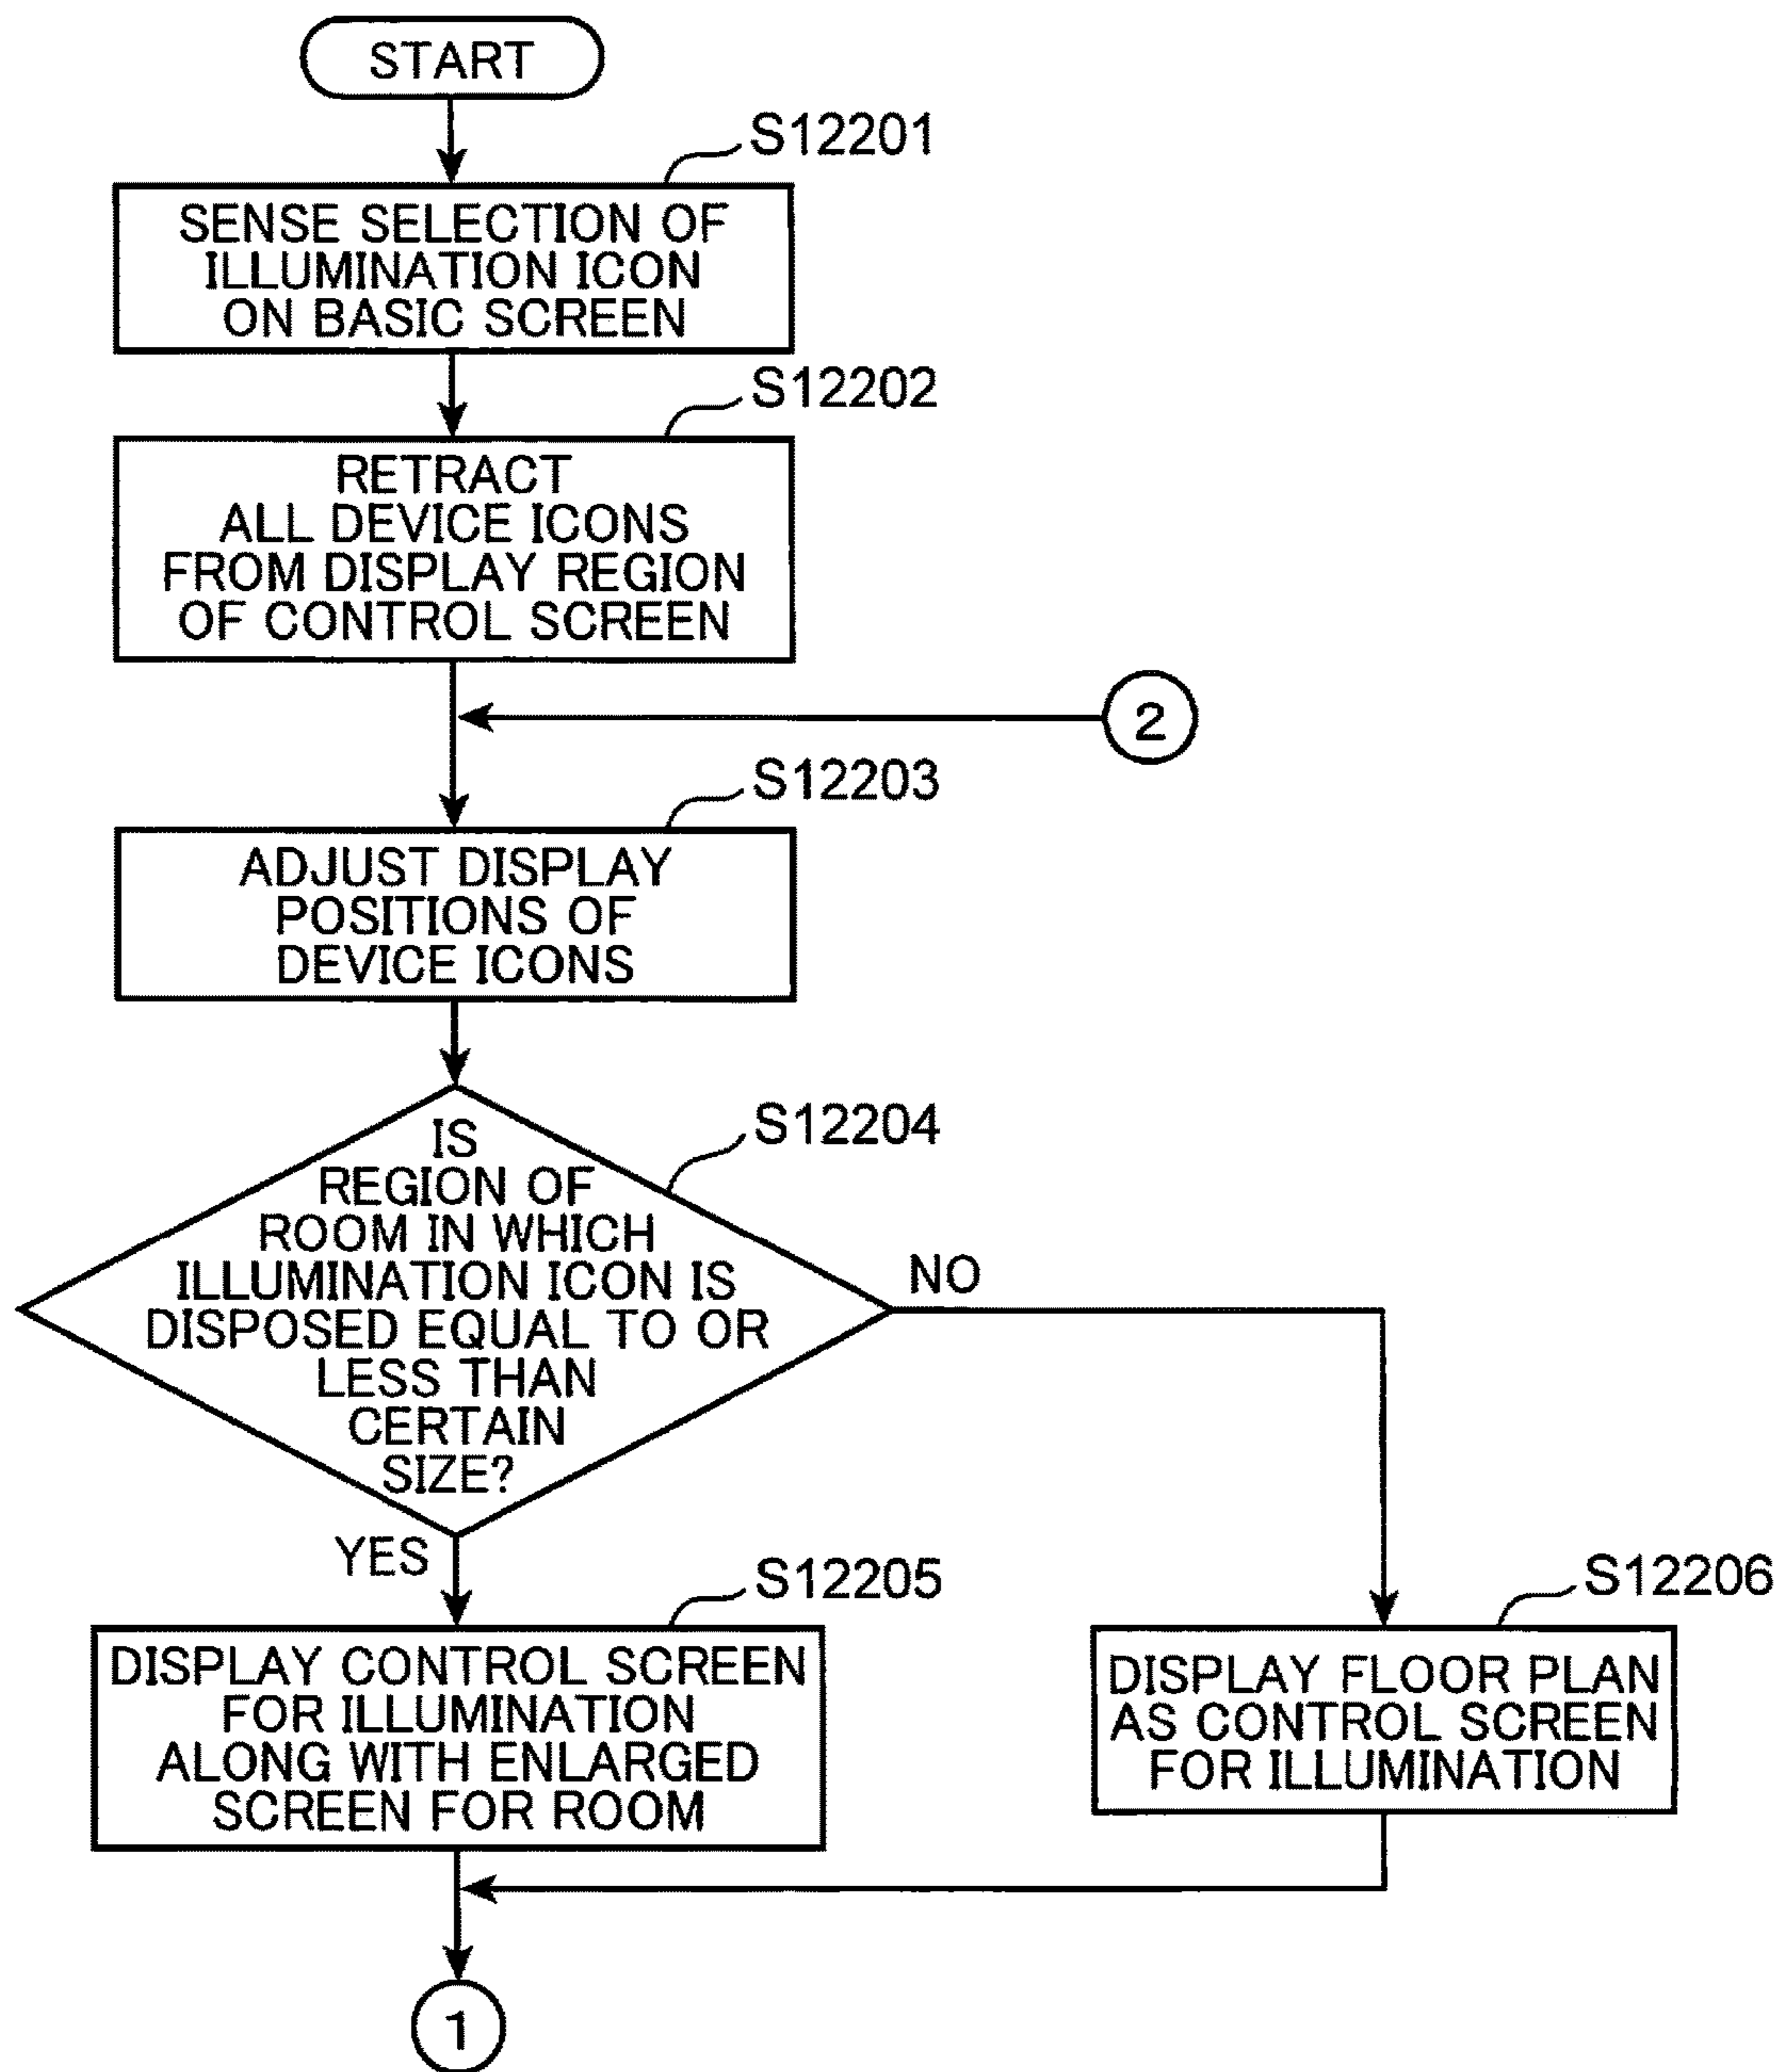 START
S12201
SENSE SELECTION OF
ILLUMINATION ICON
ON BASIC SCREEN
S12202
RETRACT
ALL DEVICE ICONS
FROM DISPLAY REGION
OF CONTROL SCREEN
2
S12203
ADJUST DISPLAY
POSITIONS OF
DEVICE ICONS
S12204
IS
REGION OF
ROOM IN WHICH
ILLUMINATION ICON IS
DISPOSED EQUAL TO OR
LESS THAN
CERTAIN
SIZE?
NO
YES
S12205
DISPLAY CONTROL SCREEN
FOR ILLUMINATION
ALONG WITH ENLARGED
SCREEN FOR ROOM
S12206
DISPLAY FLOOR PLAN
AS CONTROL SCREEN
FOR ILLUMINATION
1